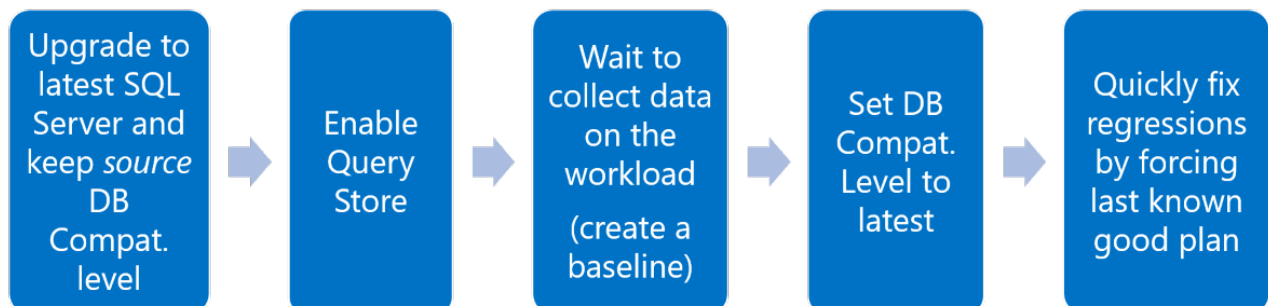 Upgrade to
latest SQL
Server and
keep source
DB
Compat.
level
Enable
Query
Store
Wait to
collect data
on the
workload
(create a
baseline)
Set DB
Compat.
Level to
latest
Quickly fix
regressions
by forcing
last known
good plan